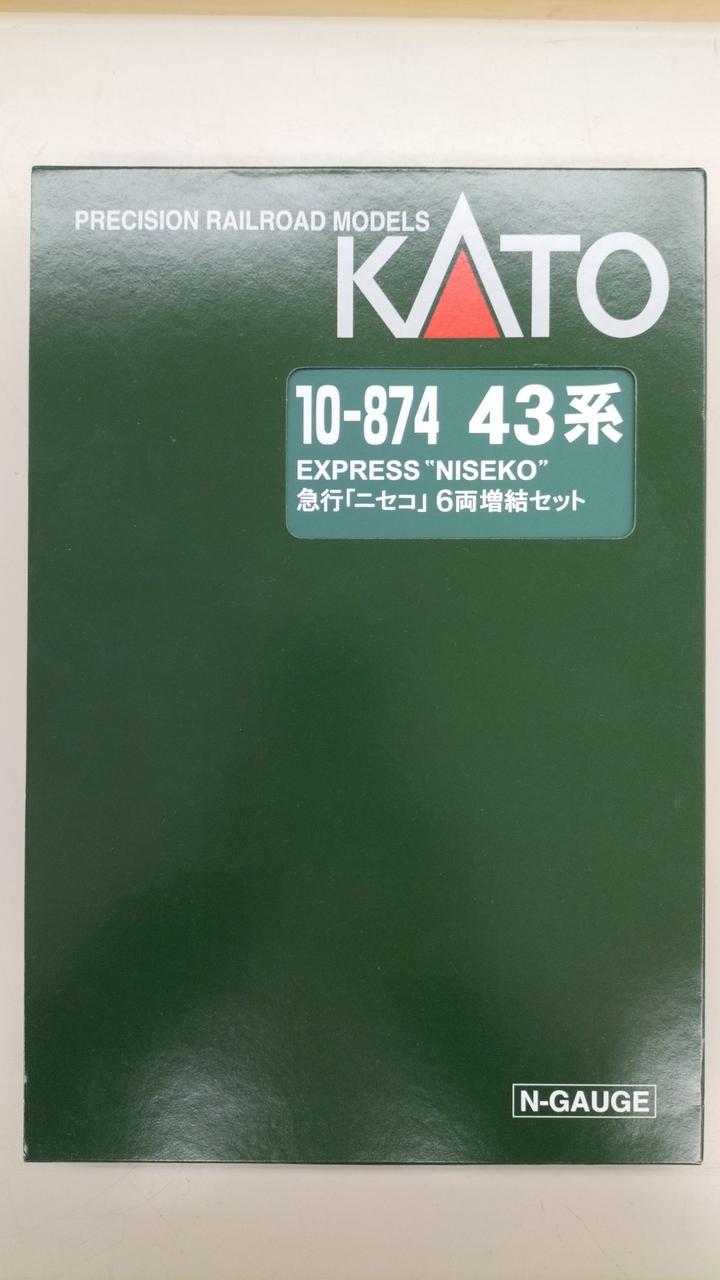 PRECISION RAILROAD MODELS
KATO
10-874 43系
EXPRESS “NISEKO”
急行「ニセコ」6両増結セット
N-GAUGE